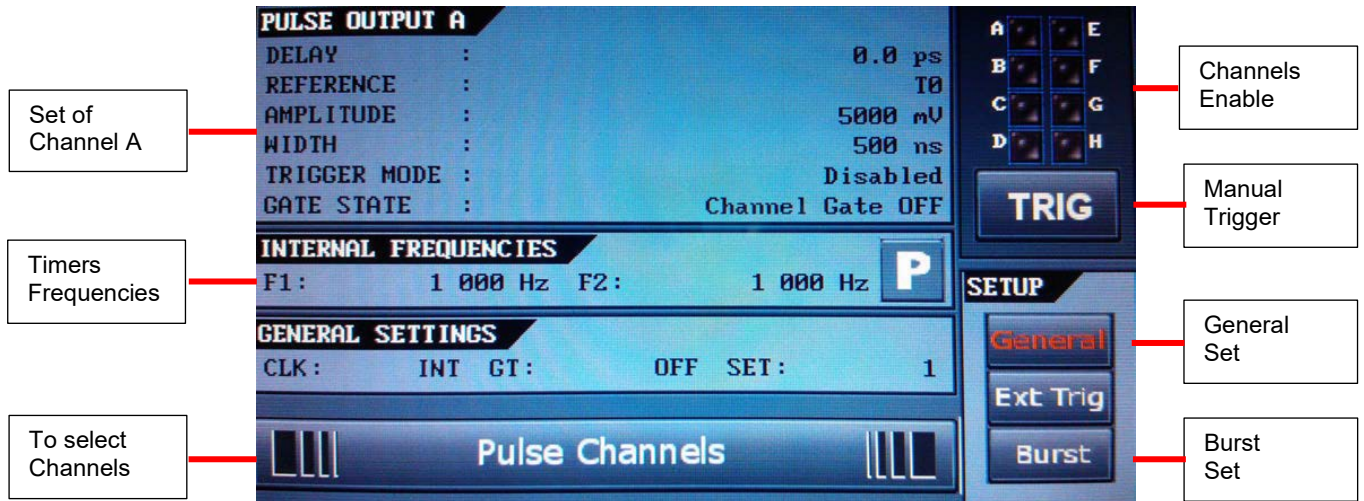 Set of
Channel A
Timers
Frequencies
To select
Channels
PULSE OUTPUT A
DELAY : 0.0 ps
REFERENCE : T0
AMPLITUDE : 5000 mV
WIDTH : 500 ns
TRIGGER MODE : Disabled
GATE STATE : Channel Gate OFF
INTERNAL FREQUENCIES
F1: 1 000 Hz F2: 1 000 Hz
P
GENERAL SETTINGS
CLK: INT GT: OFF SET: 1
Pulse Channels
A E
B F
C G
D H
TRIG
SETUP
General
Ext Trig
Burst
Channels
Enable
Manual
Trigger
General
Set
Burst
Set